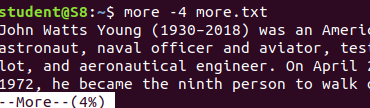 student@S8:~$ more -4 more.txt
John Watts Young (1930–2018) was an Americ
astronaut, naval officer and aviator, tes
lot, and aeronautical engineer. On April 2
1972, he became the ninth person to walk o
--More--(4%)